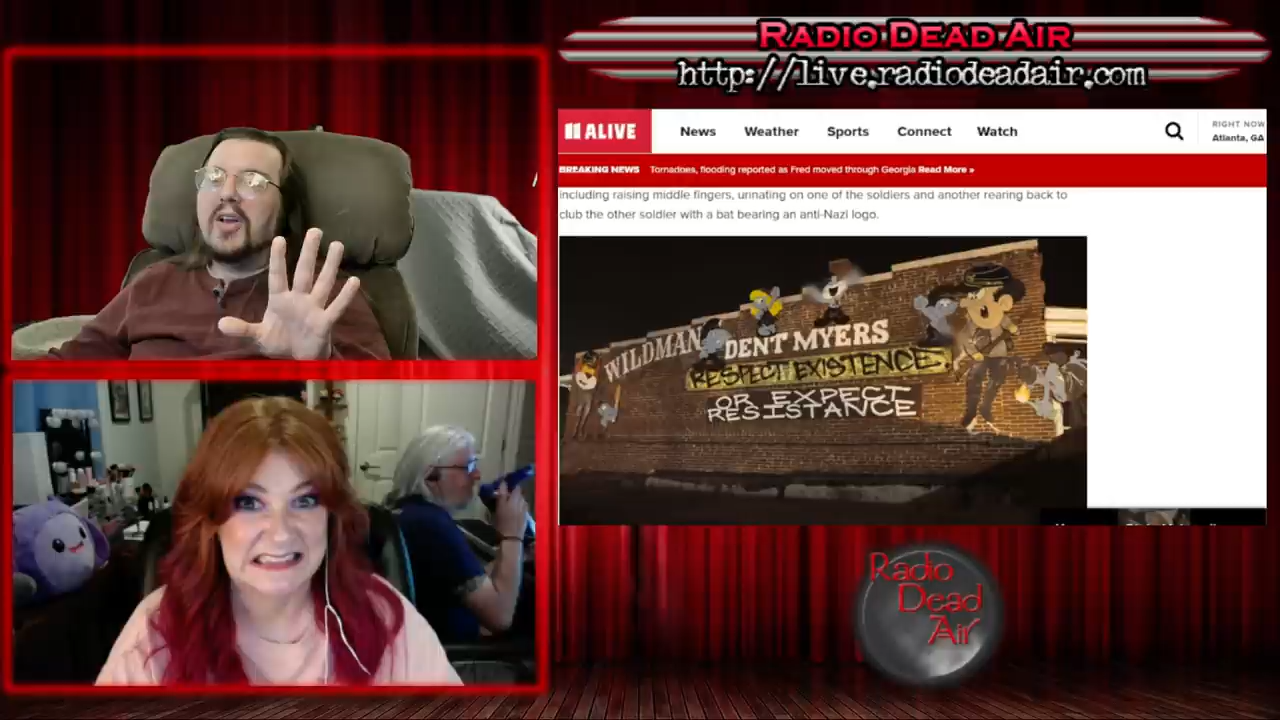 RADIO DEAD AIR
http://live.radiodeadair.com
11 ALIVE
News Weather Sports Connect Watch
RIGHT NOW
Atlanta, GA
BREAKING NEWS Tornadoes, flooding reported as Fred moved through Georgia Read More »
including raising middle fingers, urinating on one of the soldiers and another rearing back to
club the other soldier with a bat bearing an anti-Nazi logo.
WILDMAN DENT MYERS
RESPECT EXISTENCE.
OR EXPECT
RESISTANCE
Radio
Dead
Air